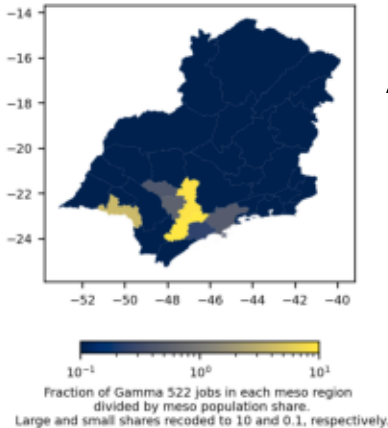 −14
−16
−18
−20
−22
−24
−52 −50 −48 −46 −44 −42 −40
10⁻¹ 10⁰ 10¹
Fraction of Gamma 522 jobs in each meso region
divided by meso population share.
Large and small shares recoded to 10 and 0.1, respectively.